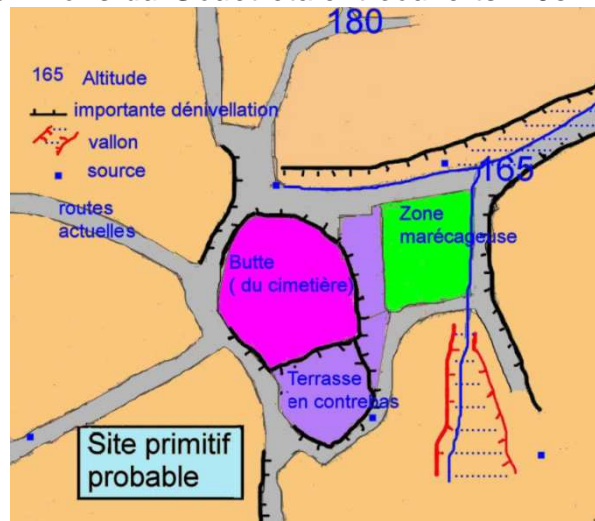 180
165 Altitude
importante dénivellation
vallon
source
165
routes
actuelles
Zone
marécageuse
Butte
( du cimetière)
Terrasse
en contrebas
Site primitif
probable